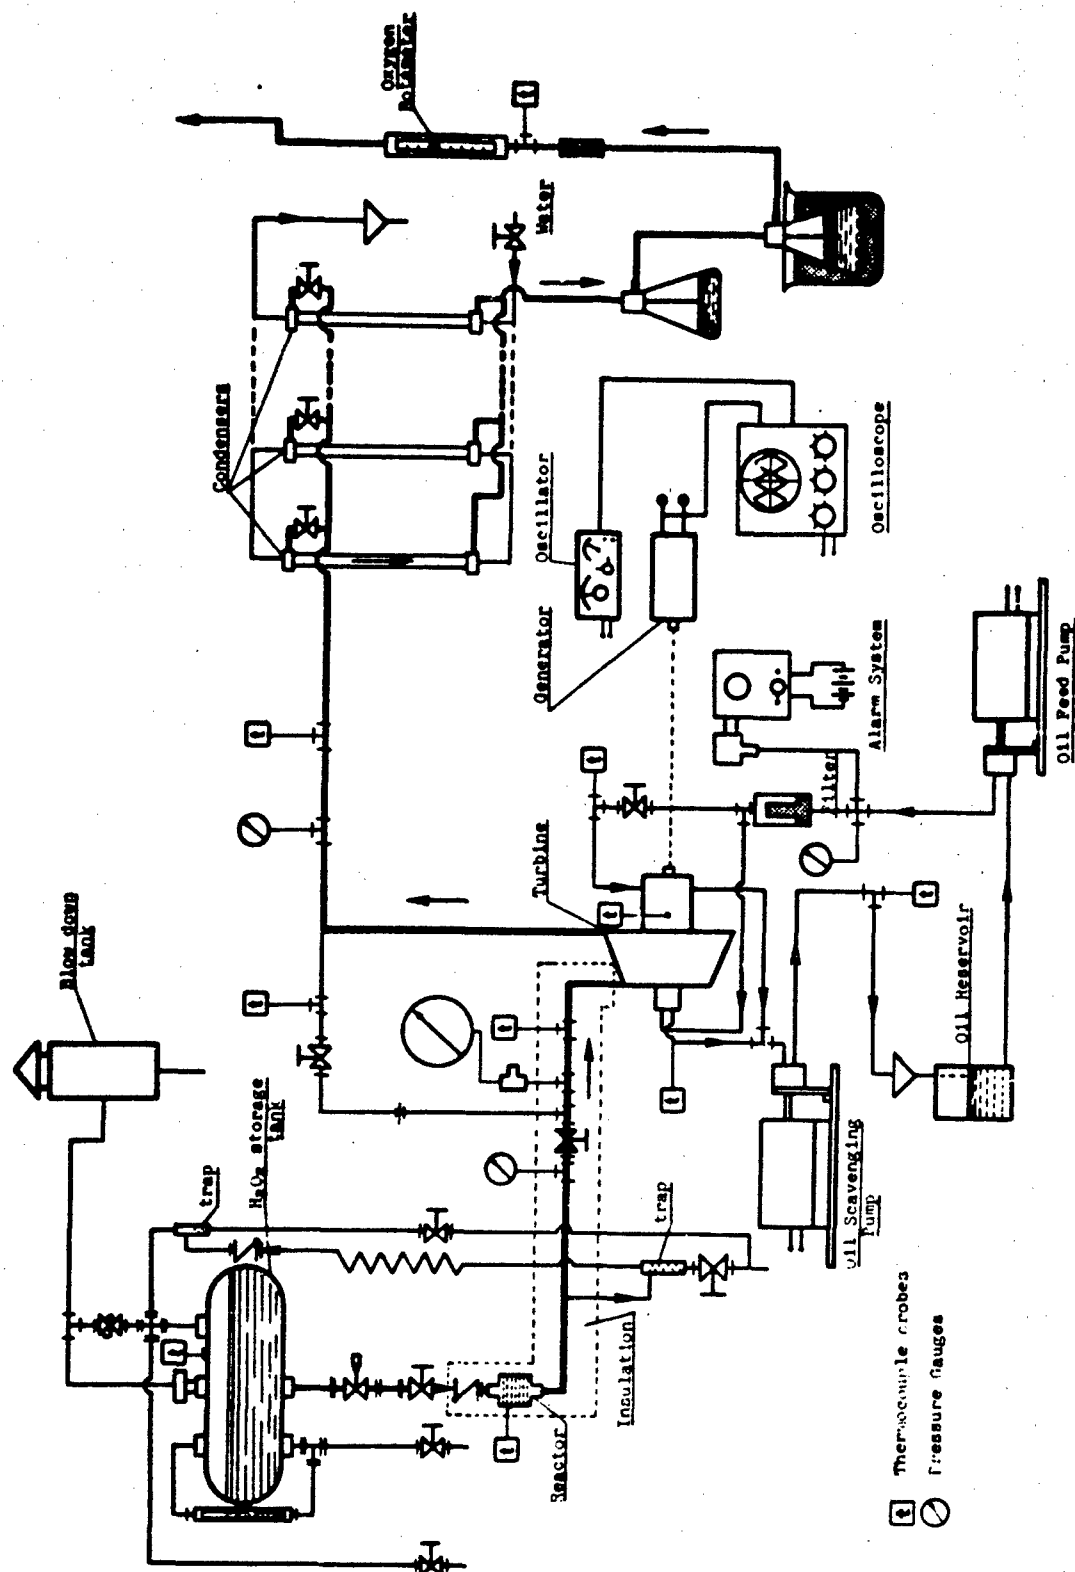 Oxygen
Rotameter
Water
Condensers
Oscillator
Oscilloscope
Generator
Alarm System
Oil Feed Pump
Filter
Turbine
Blow down
tank
Oil Reservoir
H₂O₂ storage
tank
trap
trap
Oil Scavenging
Pump
Insulation
Reactor
t Thermocouple probes
Pressure Gauges
t
t
t
t
t
t
t
t
t
t